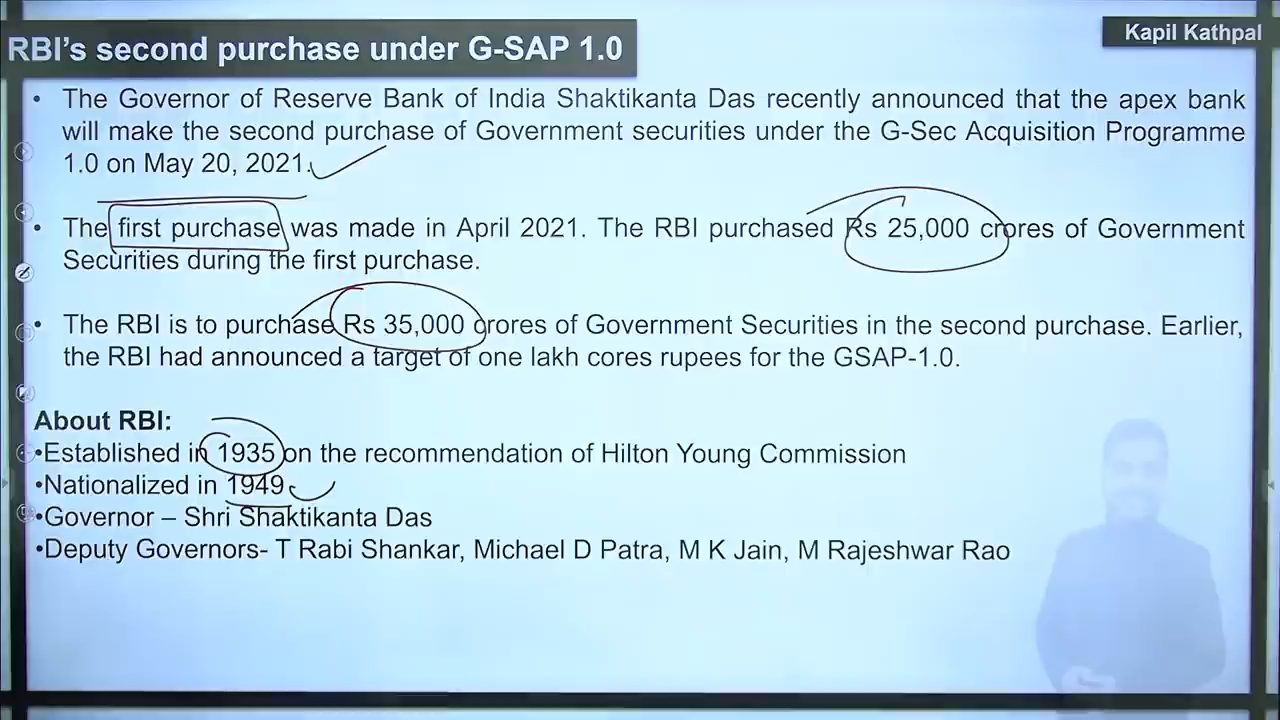 RBI's second purchase under G-SAP 1.0
Kapil Kathpal
• The Governor of Reserve Bank of India Shaktikanta Das recently announced that the apex bank
will make the second purchase of Government securities under the G-Sec Acquisition Programme
1.0 on May 20, 2021.
• The first purchase was made in April 2021. The RBI purchased Rs 25,000 crores of Government
Securities during the first purchase.
• The RBI is to purchase Rs 35,000 crores of Government Securities in the second purchase. Earlier,
the RBI had announced a target of one lakh cores rupees for the GSAP-1.0.
About RBI:
•Established in 1935 on the recommendation of Hilton Young Commission
•Nationalized in 1949
•Governor – Shri Shaktikanta Das
•Deputy Governors- T Rabi Shankar, Michael D Patra, M K Jain, M Rajeshwar Rao